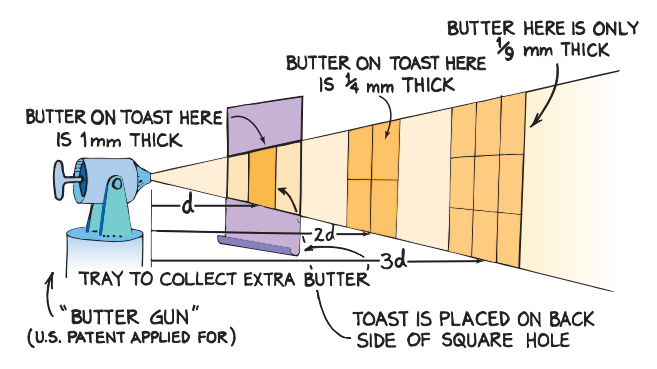 BUTTER HERE IS ONLY
1/9 mm THICK
BUTTER ON TOAST HERE
IS 1/4 mm THICK
BUTTER ON TOAST HERE
IS 1mm THICK
d
2d
3d
TRAY TO COLLECT EXTRA BUTTER
"BUTTER GUN"
(U.S. PATENT APPLIED FOR)
TOAST IS PLACED ON BACK
SIDE OF SQUARE HOLE